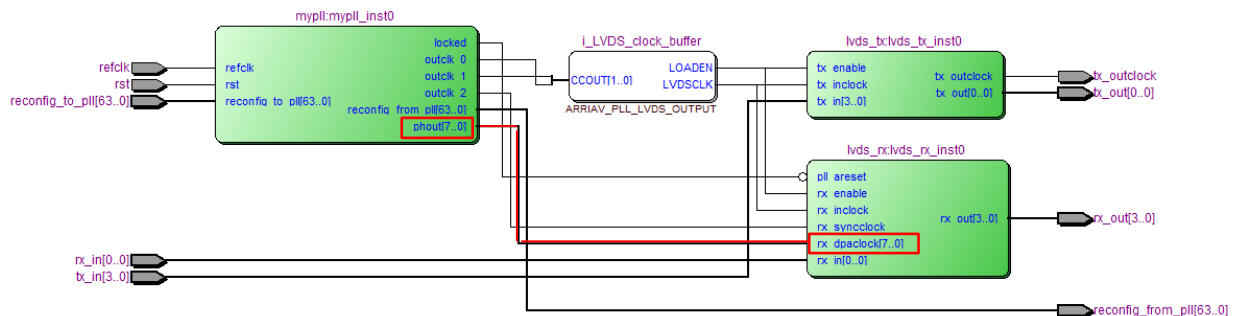 mypll:mypll_inst0
refclk
rst
reconfig_to_pll[63..0]
refclk
rst
reconfig_to_pll[63..0]
locked
outclk_0
outclk_1
outclk_2
reconfig_from_pll[63..0]
phout[7..0]
i_LVDS_clock_buffer
CCOUT[1..0]
LOADEN
LVDSCLK
ARRIAV_PLL_LVDS_OUTPUT
lvds_tx:lvds_tx_inst0
tx_enable
tx_inclock
tx_in[3..0]
tx_outclock
tx_out[0..0]
tx_outclock
tx_out[0..0]
lvds_rx:lvds_rx_inst0
pll_areset
rx_enable
rx_inclock
rx_syncclock
rx_dpaclock[7..0]
rx_in[0..0]
rx_out[3..0]
rx_out[3..0]
rx_in[0..0]
tx_in[3..0]
reconfig_from_pll[63..0]